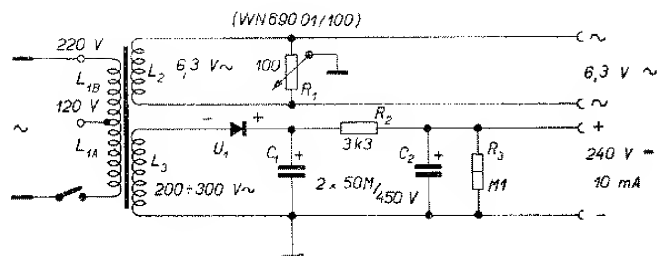 (WN 690 01/100)
220 V
L1B
120 V
L1A
~
L2
6,3 V~
100
R1
~
6,3 V ~
~
L3
200÷300 V~
-
+
U1
C1
+
R2
3k3
2 × 50M/450 V
C2
+
R3
M1
+
240 V =
10 mA
-